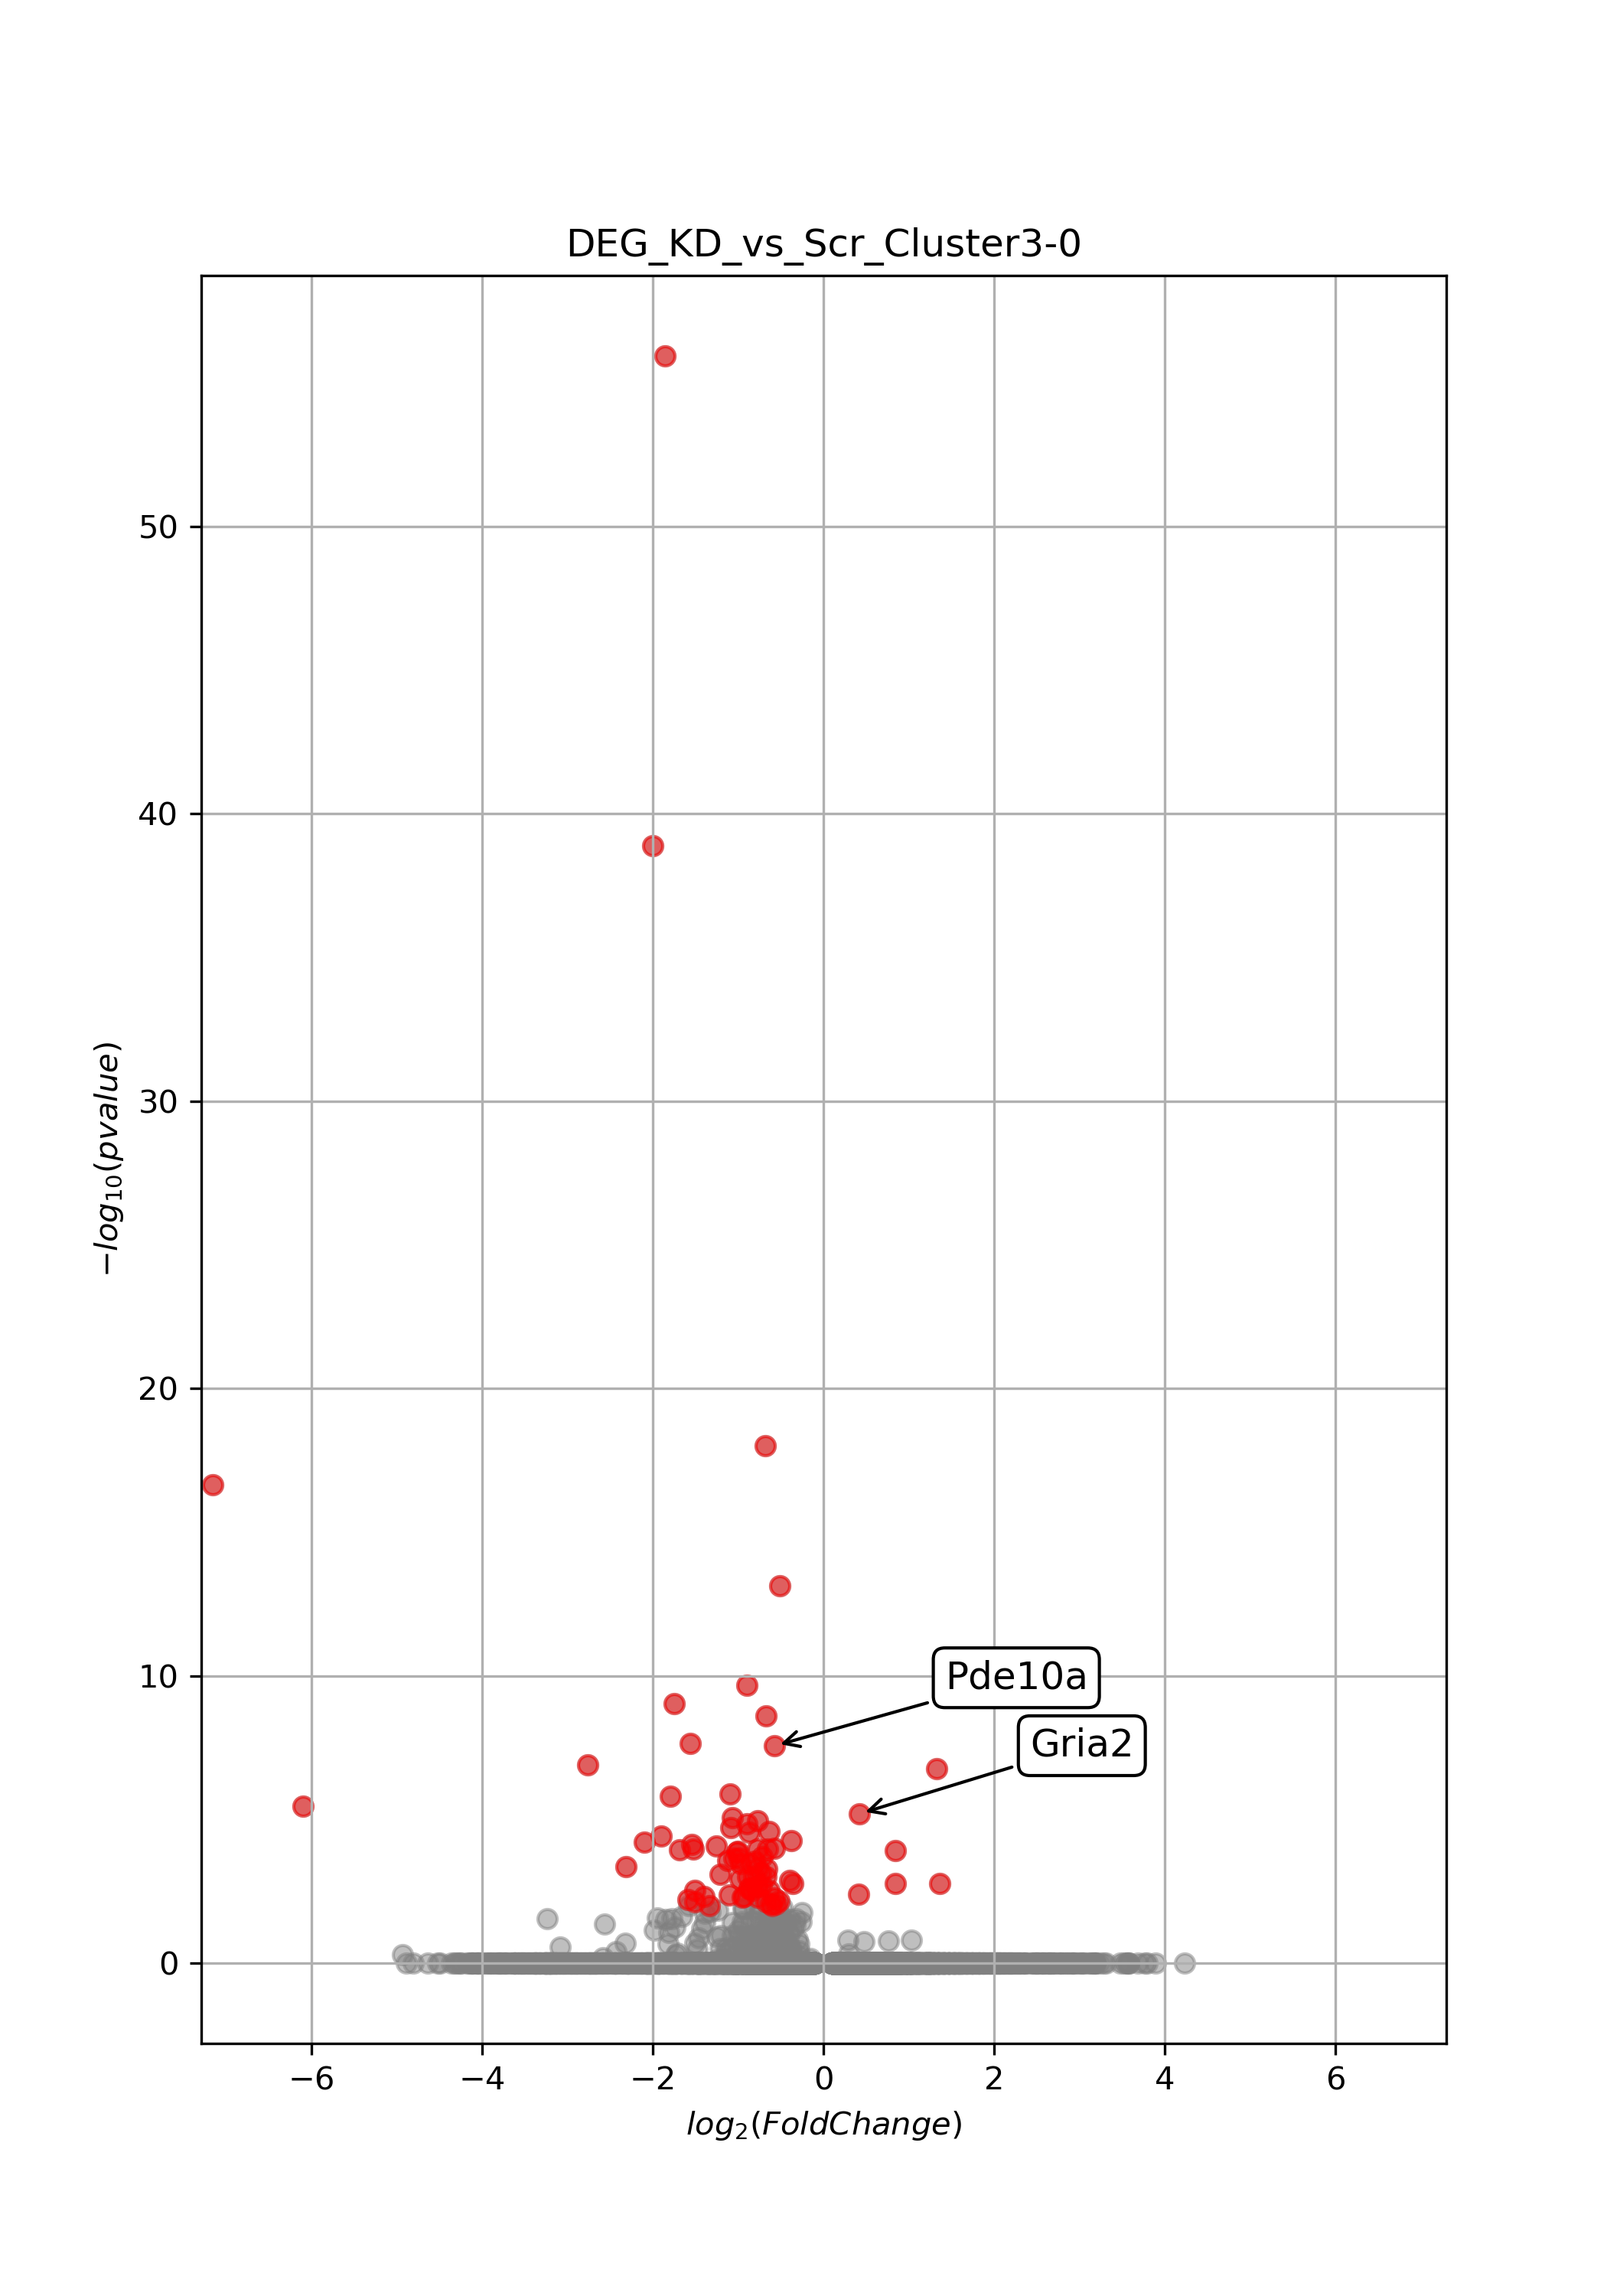 DEG_KD_vs_Scr_Cluster3-0
50
40
30
20
10
0
−log10(pvalue)
Pde10a
Gria2
−6 −4 −2 0 2 4 6
log2(FoldChange)